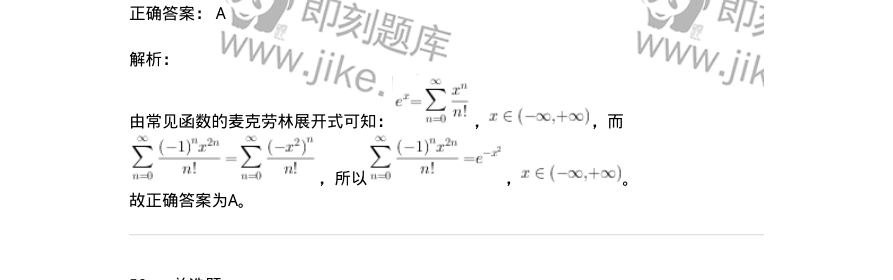 正确答案： A
即刻题库
www.jike.
www.jik
解析：
由常见函数的麦克劳林展开式可知： e^x=∑_{n=0}^{∞} x^n/n! ， x∈(-∞,+∞)，而
∑_{n=0}^{∞} (-1)^n x^{2n}/n! =∑_{n=0}^{∞} (-x^2)^n/n! ，所以 ∑_{n=0}^{∞} (-1)^n x^{2n}/n! =e^{-x^2} ， x∈(-∞,+∞)。
故正确答案为A。